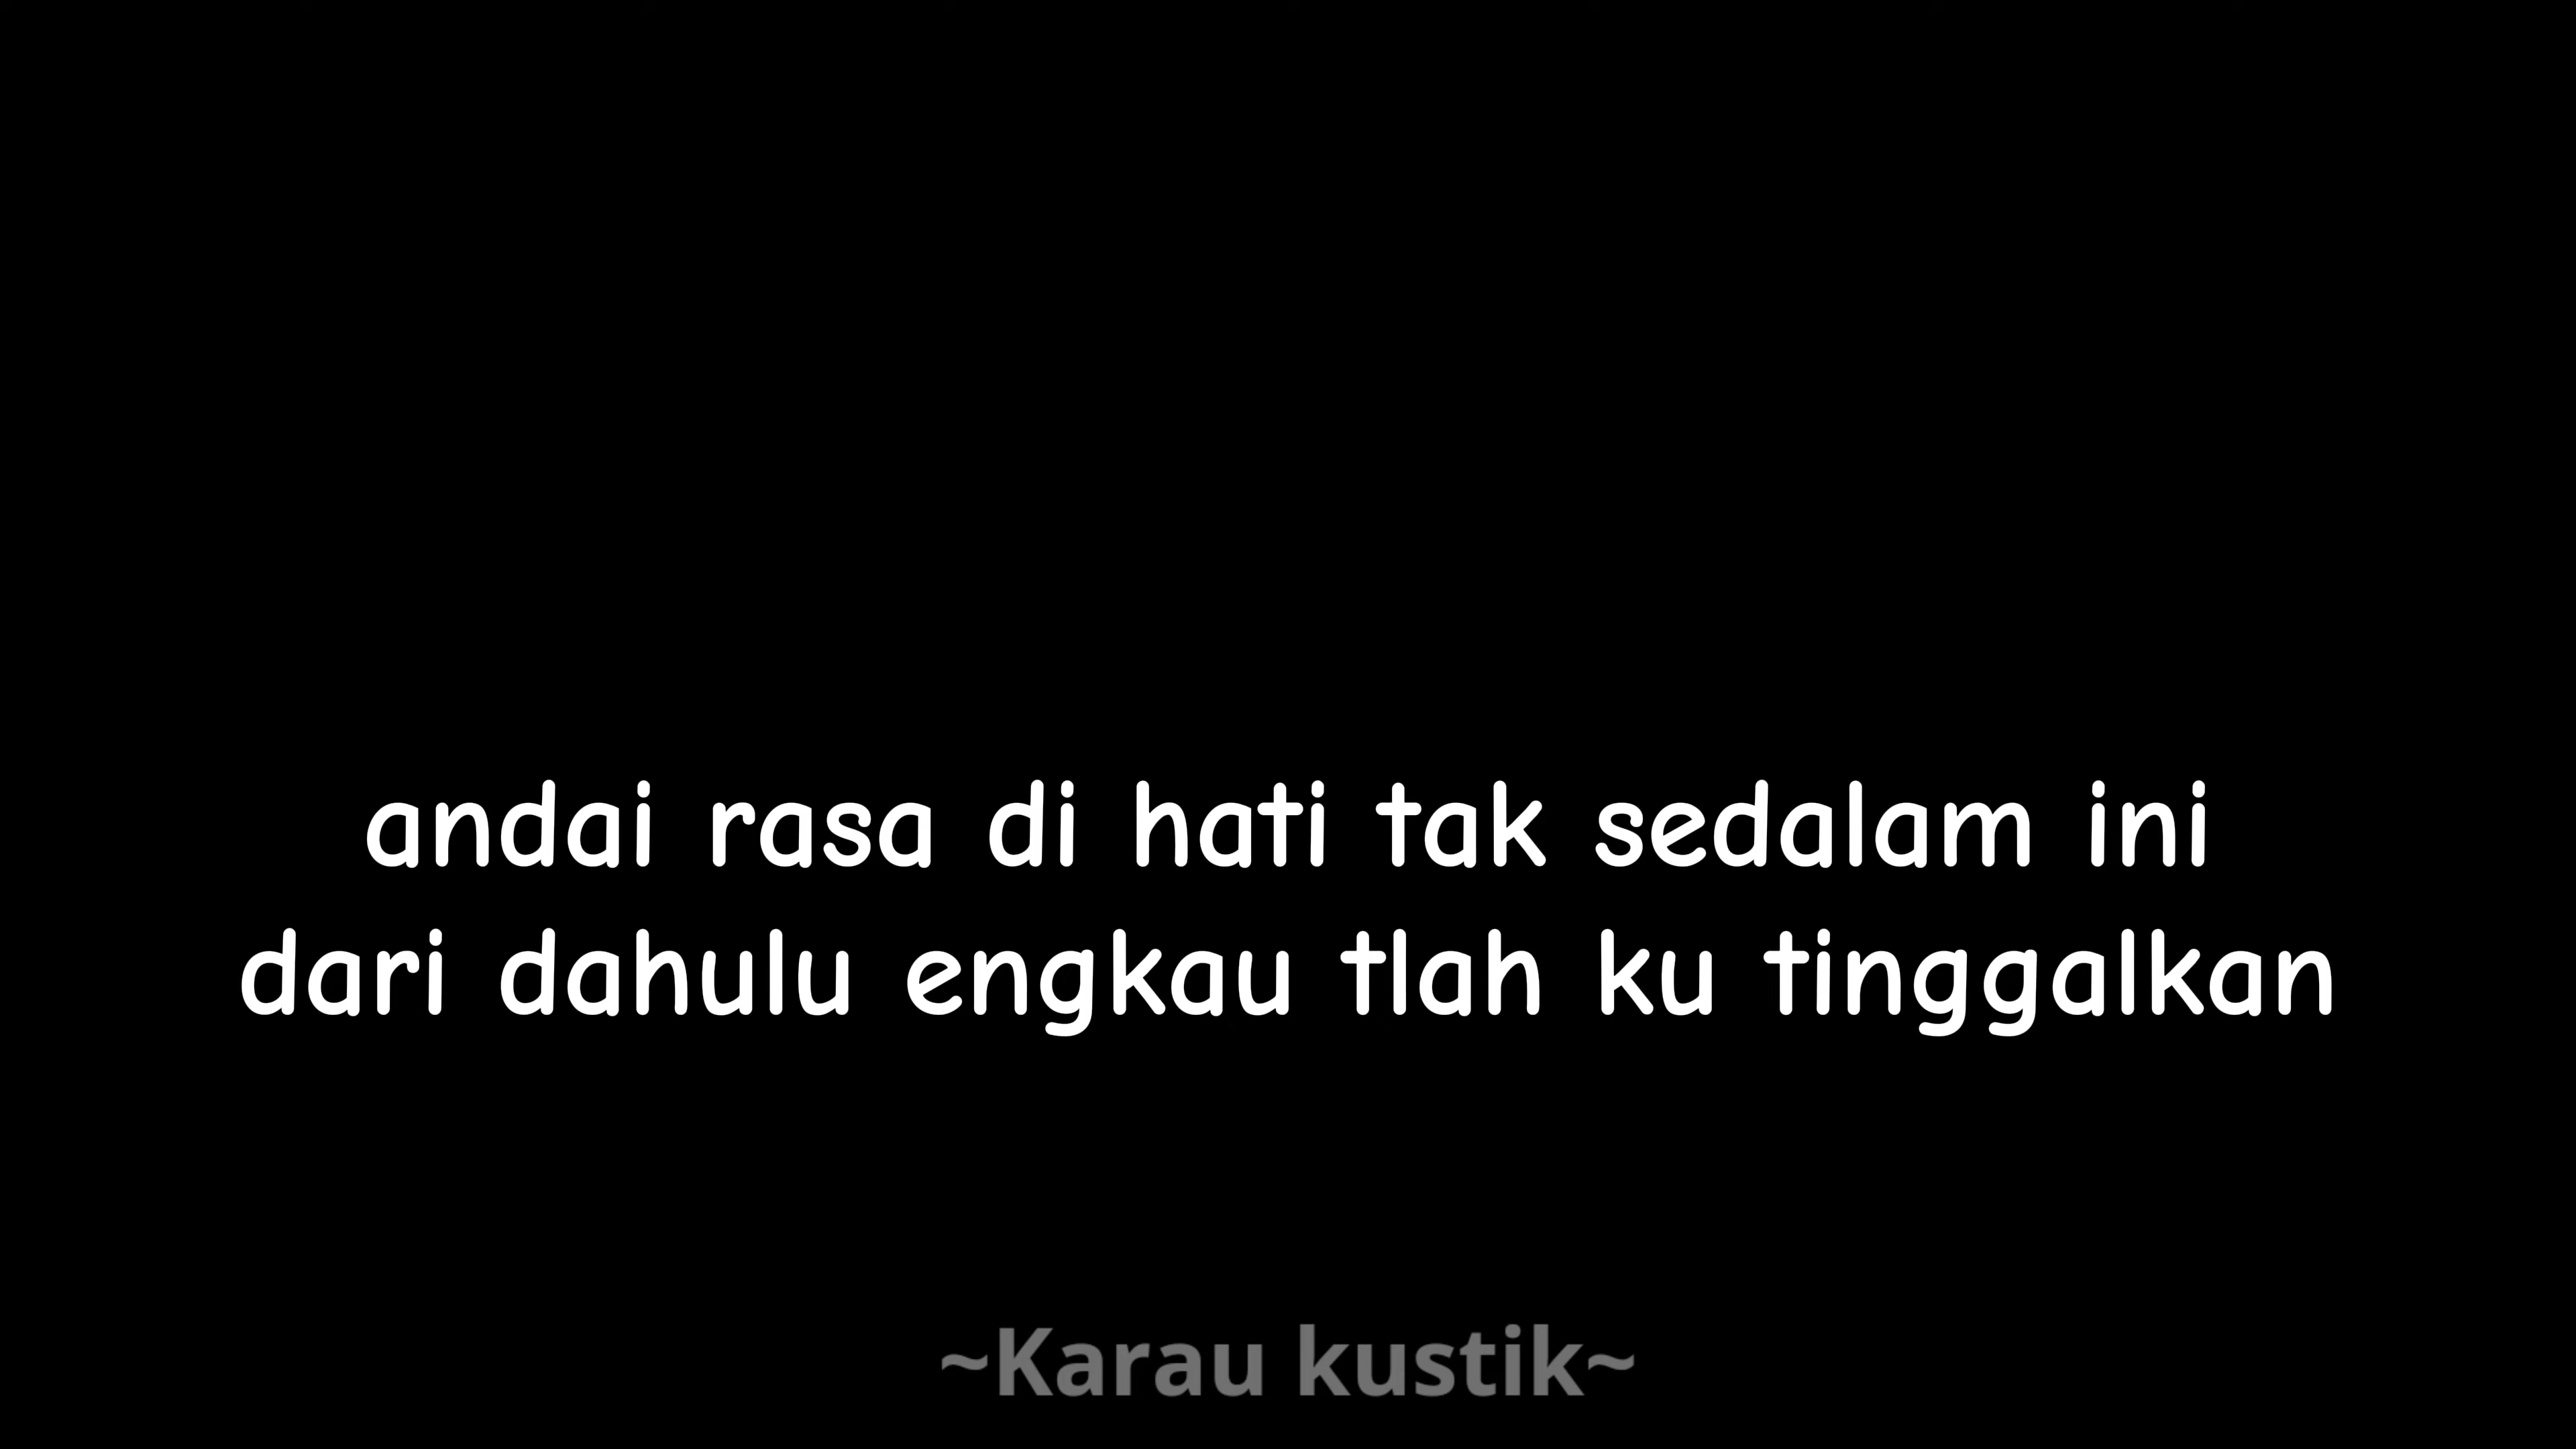 andai rasa di hati tak sedalam ini
dari dahulu engkau tlah ku tinggalkan
~Karau kustik~